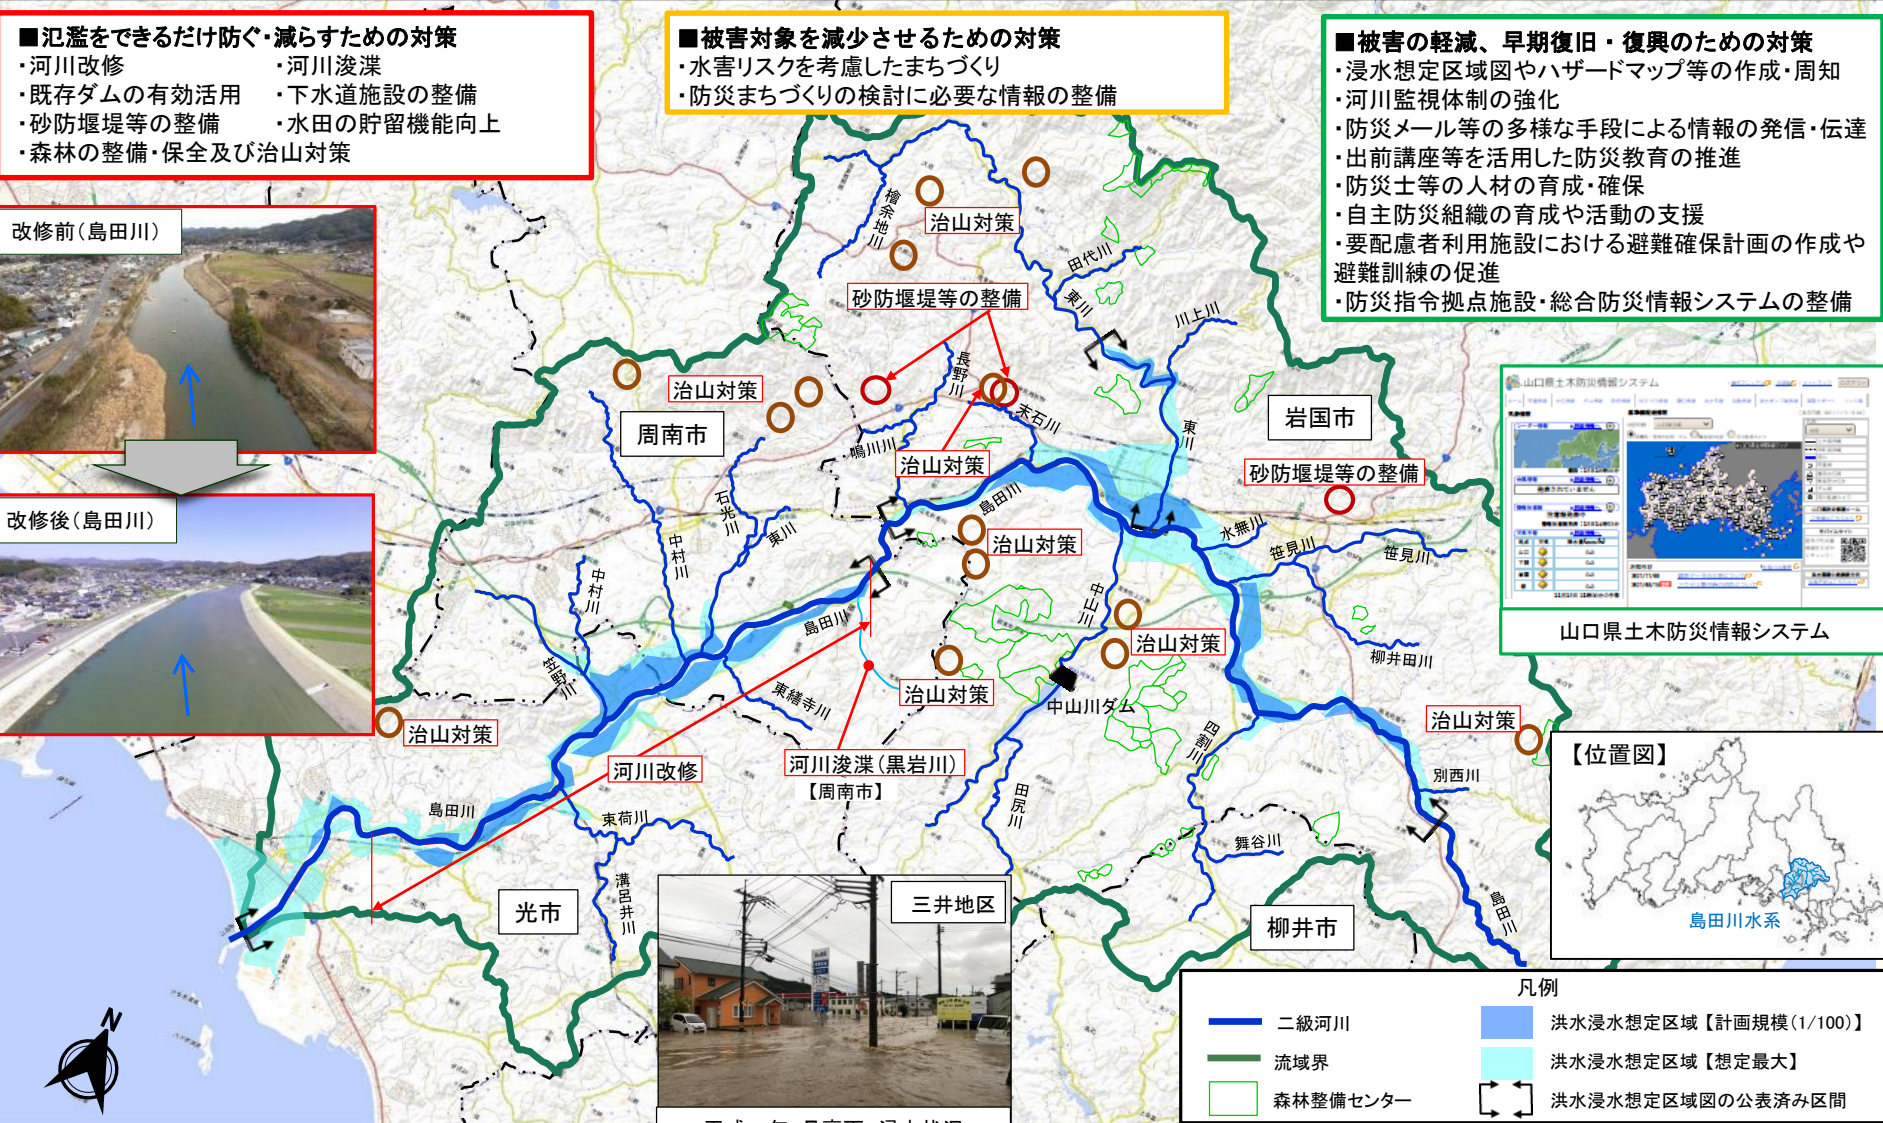 ■氾濫をできるだけ防ぐ・減らすための対策
・河川改修　・河川浚渫
・既存ダムの有効活用　・下水道施設の整備
・砂防堰堤等の整備　・水田の貯留機能向上
・森林の整備・保全及び治山対策
■被害対象を減少させるための対策
・水害リスクを考慮したまちづくり
・防災まちづくりの検討に必要な情報の整備
■被害の軽減、早期復旧・復興のための対策
・浸水想定区域図やハザードマップ等の作成・周知
・河川監視体制の強化
・防災メール等の多様な手段による情報の発信・伝達
・出前講座等を活用した防災教育の推進
・防災士等の人材の育成・確保
・自主防災組織の育成や活動の支援
・要配慮者利用施設における避難確保計画の作成や
避難訓練の促進
・防災指令拠点施設・総合防災情報システムの整備
改修前(島田川)
改修後(島田川)
檜余地川
治山対策
田代川
東川
川上川
砂防堰堤等の整備
長野川
治山対策
周南市
末石川
鳴川川
治山対策
岩国市
東川
砂防堰堤等の整備
石光川
東川
中村川
中村川
島田川
治山対策
水無川
笹見川
笹見川
中山川
島田川
治山対策
柳井田川
笠野川
東繕寺川
治山対策
中山川ダム
四割川
治山対策
治山対策
河川改修
河川浚渫(黒岩川)
【周南市】
田尻川
別西川
島田川
束荷川
舞谷川
溝呂井川
光市
三井地区
柳井市
島田川
山口県土木防災情報システム
山口県土木防災情報システム
【位置図】
島田川水系
N
凡例
二級河川
洪水浸水想定区域【計画規模(1/100)】
流域界
洪水浸水想定区域【想定最大】
森林整備センター
洪水浸水想定区域図の公表済み区間